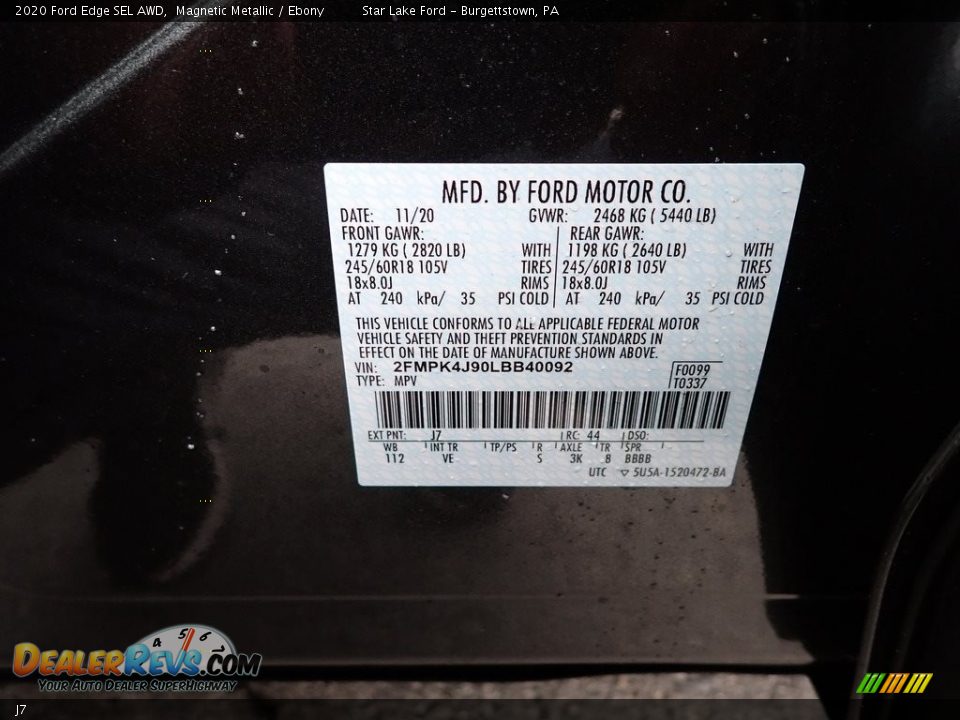 2020 Ford Edge SEL AWD, Magnetic Metallic / Ebony Star Lake Ford - Burgettstown, PA
MFD. BY FORD MOTOR CO.
DATE: 11/20 GVWR: 2468 KG ( 5440 LB)
FRONT GAWR: REAR GAWR:
1279 KG ( 2820 LB) WITH 1198 KG ( 2640 LB) WITH
245/60R18 105V TIRES 245/60R18 105V TIRES
18x8.0J RIMS 18x8.0J RIMS
AT 240 kPa/ 35 PSI COLD AT 240 kPa/ 35 PSI COLD
THIS VEHICLE CONFORMS TO ALL APPLICABLE FEDERAL MOTOR
VEHICLE SAFETY AND THEFT PREVENTION STANDARDS IN
EFFECT ON THE DATE OF MANUFACTURE SHOWN ABOVE.
VIN: 2FMPK4J90LBB40092 F0099
TYPE: MPV T0337
EXT PNT: J7 RC: 44 DSO:
WB INT TR TP/PS R AXLE TR SPR
112 VE S 3K 8 BBBB
UTC ▽ 5U5A-1520472-BA
4 5 6 7
DEALERREVS.COM
YOUR AUTO DEALER SUPERHIGHWAY
J7